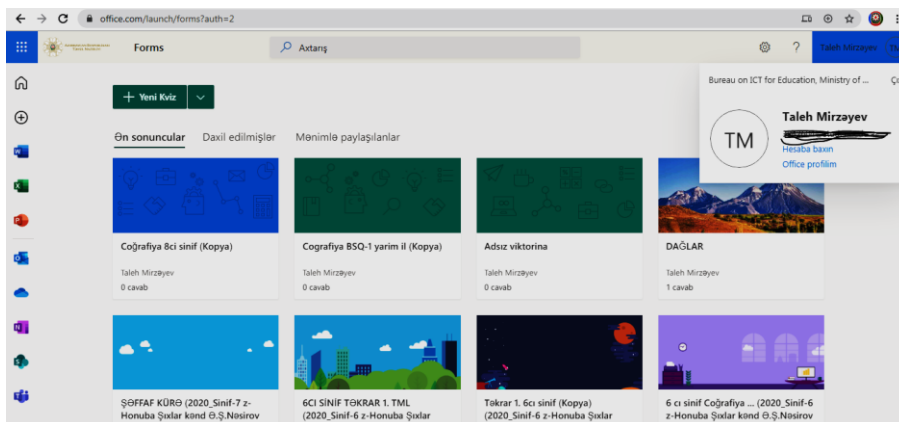 office.com/launch/forms?auth=2
Forms
Axtarış
?
Taleh Mirzəyev
Bureau on ICT for Education, Ministry of ...
TM
Taleh Mirzəyev
Hesaba baxın
Office profilim
+ Yeni Kviz
Ən sonuncular Daxil edilmişlər Mənimlə paylaşılanlar
Coğrafiya 8ci sinif (Kopya)
Taleh Mirzəyev
0 cavab
Cografiya BSQ-1 yarim il (Kopya)
Taleh Mirzəyev
0 cavab
Adsız viktorina
Taleh Mirzəyev
0 cavab
DAĞLAR
Taleh Mirzəyev
1 cavab
ŞƏFFAF KÜRƏ (2020_Sinif-7 z-
Honuba Şıxlar kənd Ə.Ş.Nəsirov
6CI SİNİF TƏKRAR 1. TML
(2020_Sinif-6 z-Honuba Şıxlar
Təkrar 1. 6cı sinif (Kopya)
(2020_Sinif-6 z-Honuba Şıxlar
6 cı sinif Coğrafiya ... (2020_Sinif-6
z-Honuba Şıxlar kənd Ə.Ş.Nəsirov